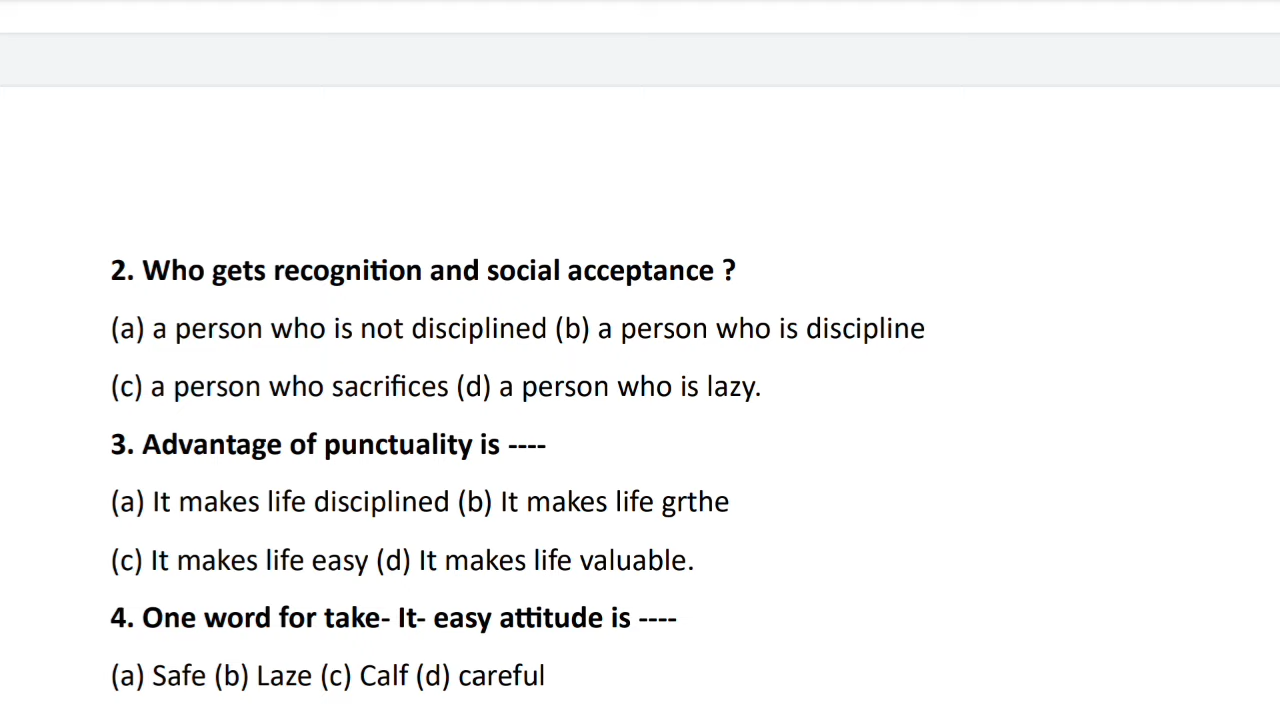 2. Who gets recognition and social acceptance ?
(a) a person who is not disciplined (b) a person who is discipline
(c) a person who sacrifices (d) a person who is lazy.
3. Advantage of punctuality is ----
(a) It makes life disciplined (b) It makes life grthe
(c) It makes life easy (d) It makes life valuable.
4. One word for take- It- easy attitude is ----
(a) Safe (b) Laze (c) Calf (d) careful